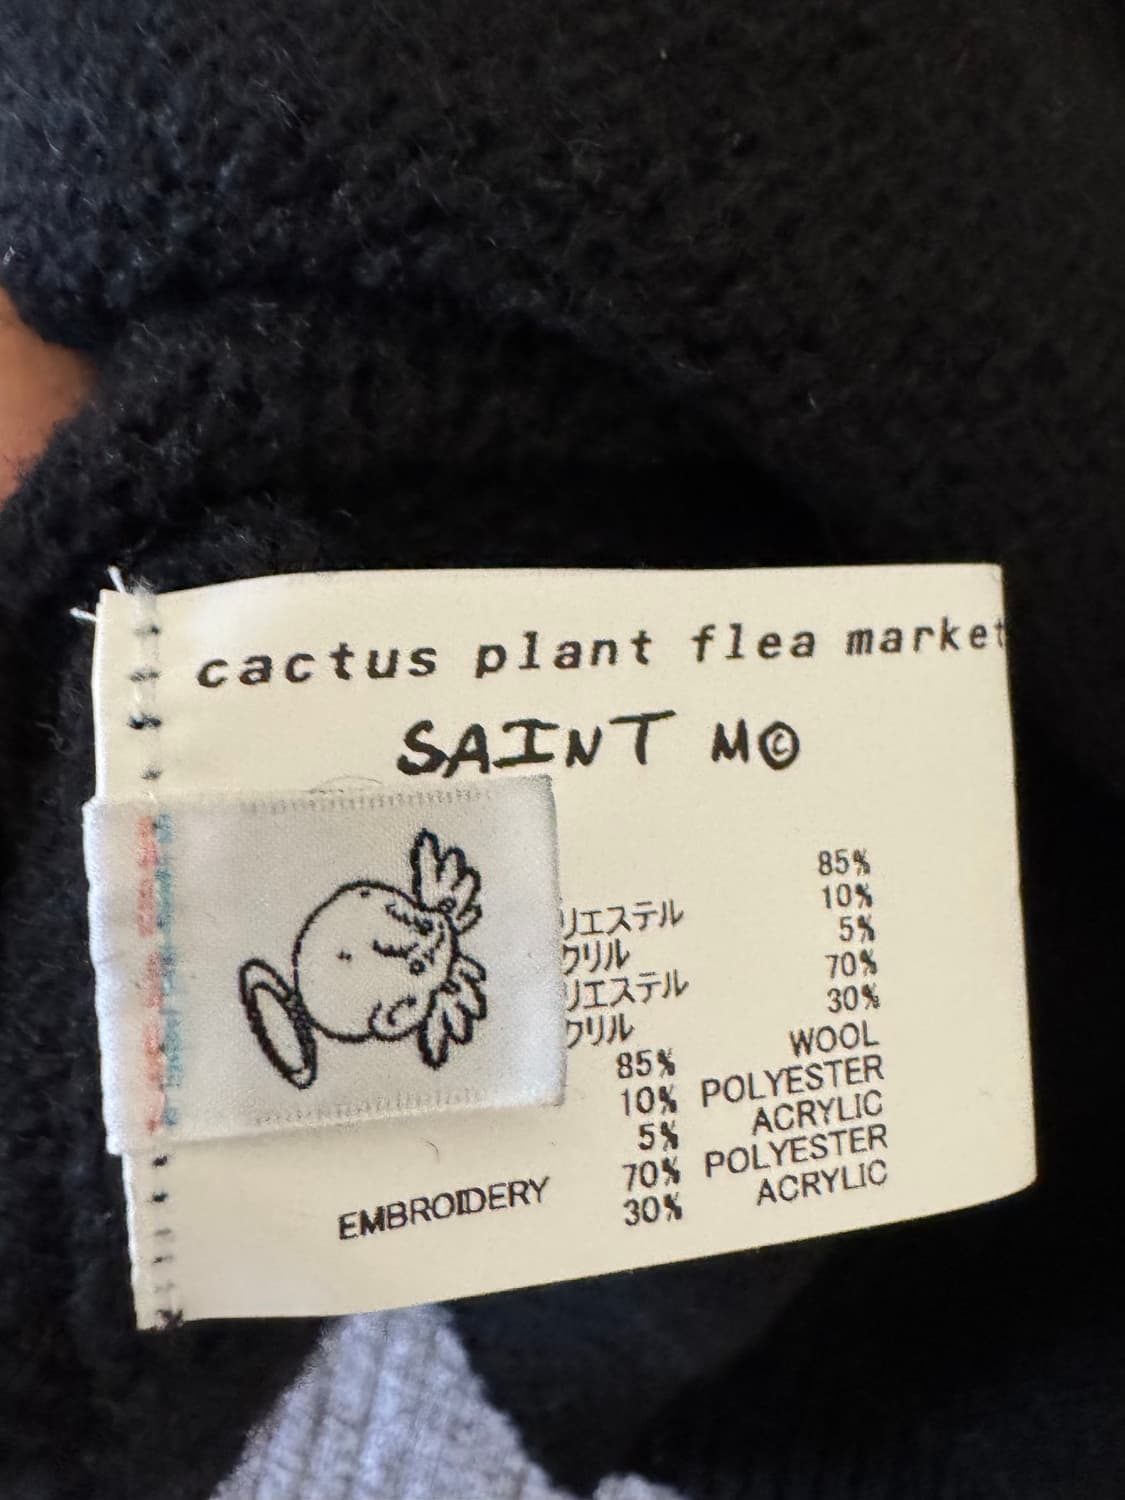 cactus plant flea market
SAINT M©
85%
リエステル 10%
クリル 5%
リエステル 70%
クリル 30%
85% WOOL
10% POLYESTER
5% ACRYLIC
70% POLYESTER
EMBROIDERY 30% ACRYLIC